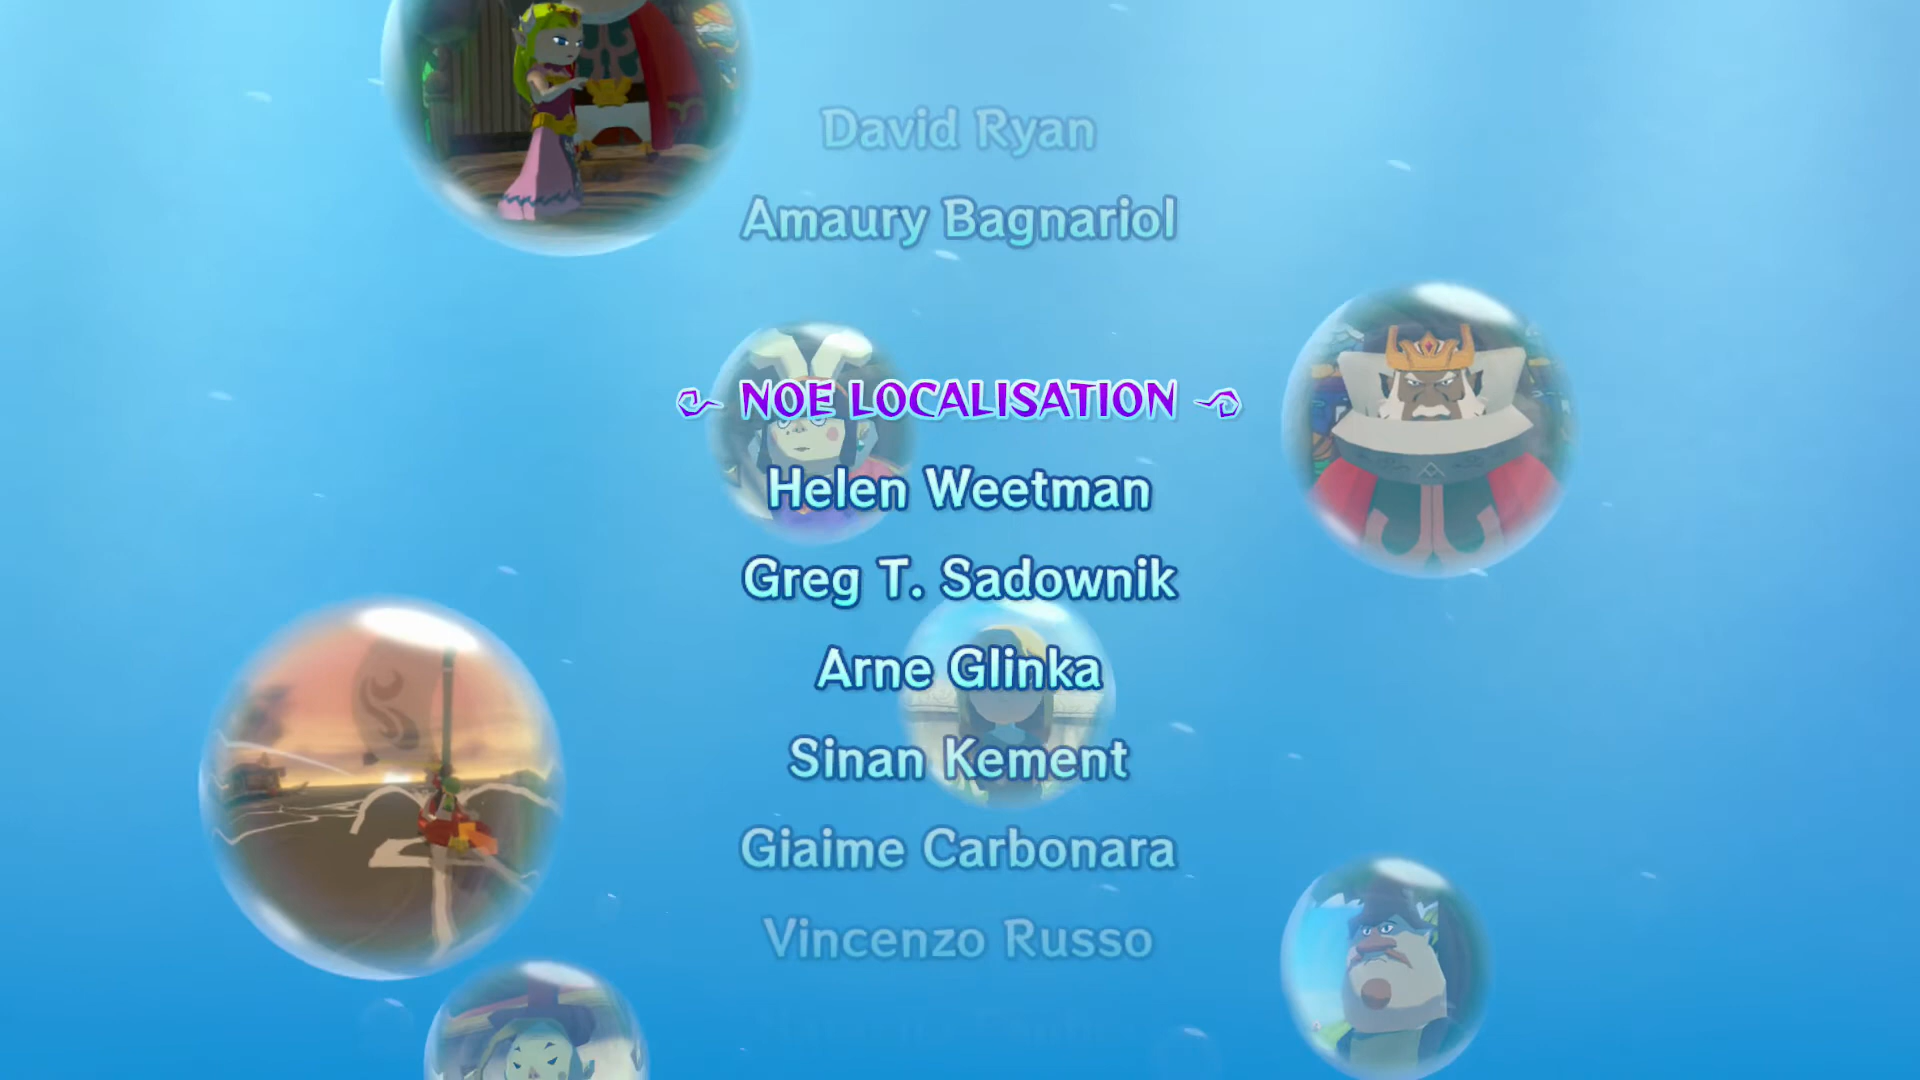 David Ryan
Amaury Bagnariol
NOE LOCALISATION
Helen Weetman
Greg T. Sadownik
Arne Glinka
Sinan Kement
Giaime Carbonara
Vincenzo Russo